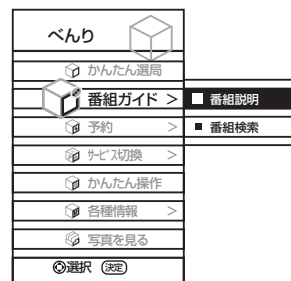 べんり
かんたん選局
番組ガイド >
番組説明
予約 >
番組検索
サービス切換 >
かんたん操作
各種情報 >
写真を見る
選択 決定